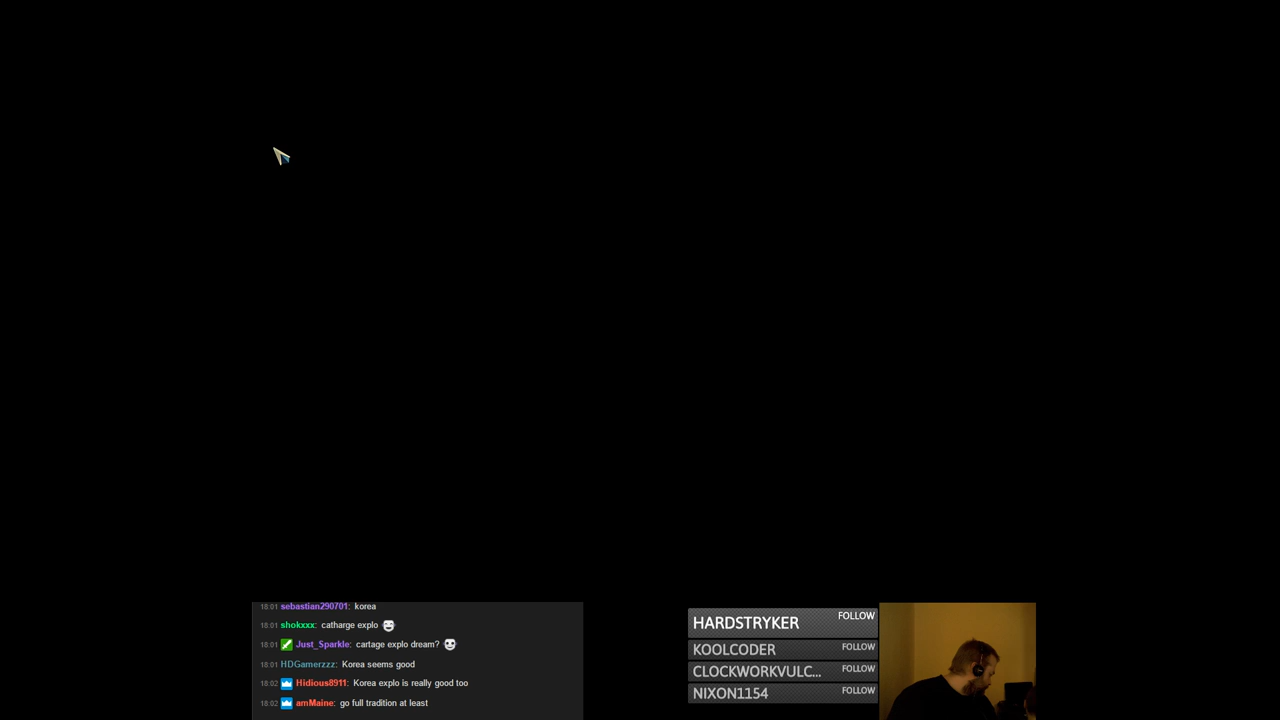 18:01 sebastian290701: korea
18:01 shokxxx: catharge explo
18:01 Just_Sparkle: cartage explo dream?
18:01 HDGamerzzz: Korea seems good
18:02 Hidious8911: Korea explo is really good too
18:02 amMaine: go full tradition at least
HARDSTRYKER FOLLOW
KOOLCODER FOLLOW
CLOCKWORKVULC... FOLLOW
NIXON1154 FOLLOW